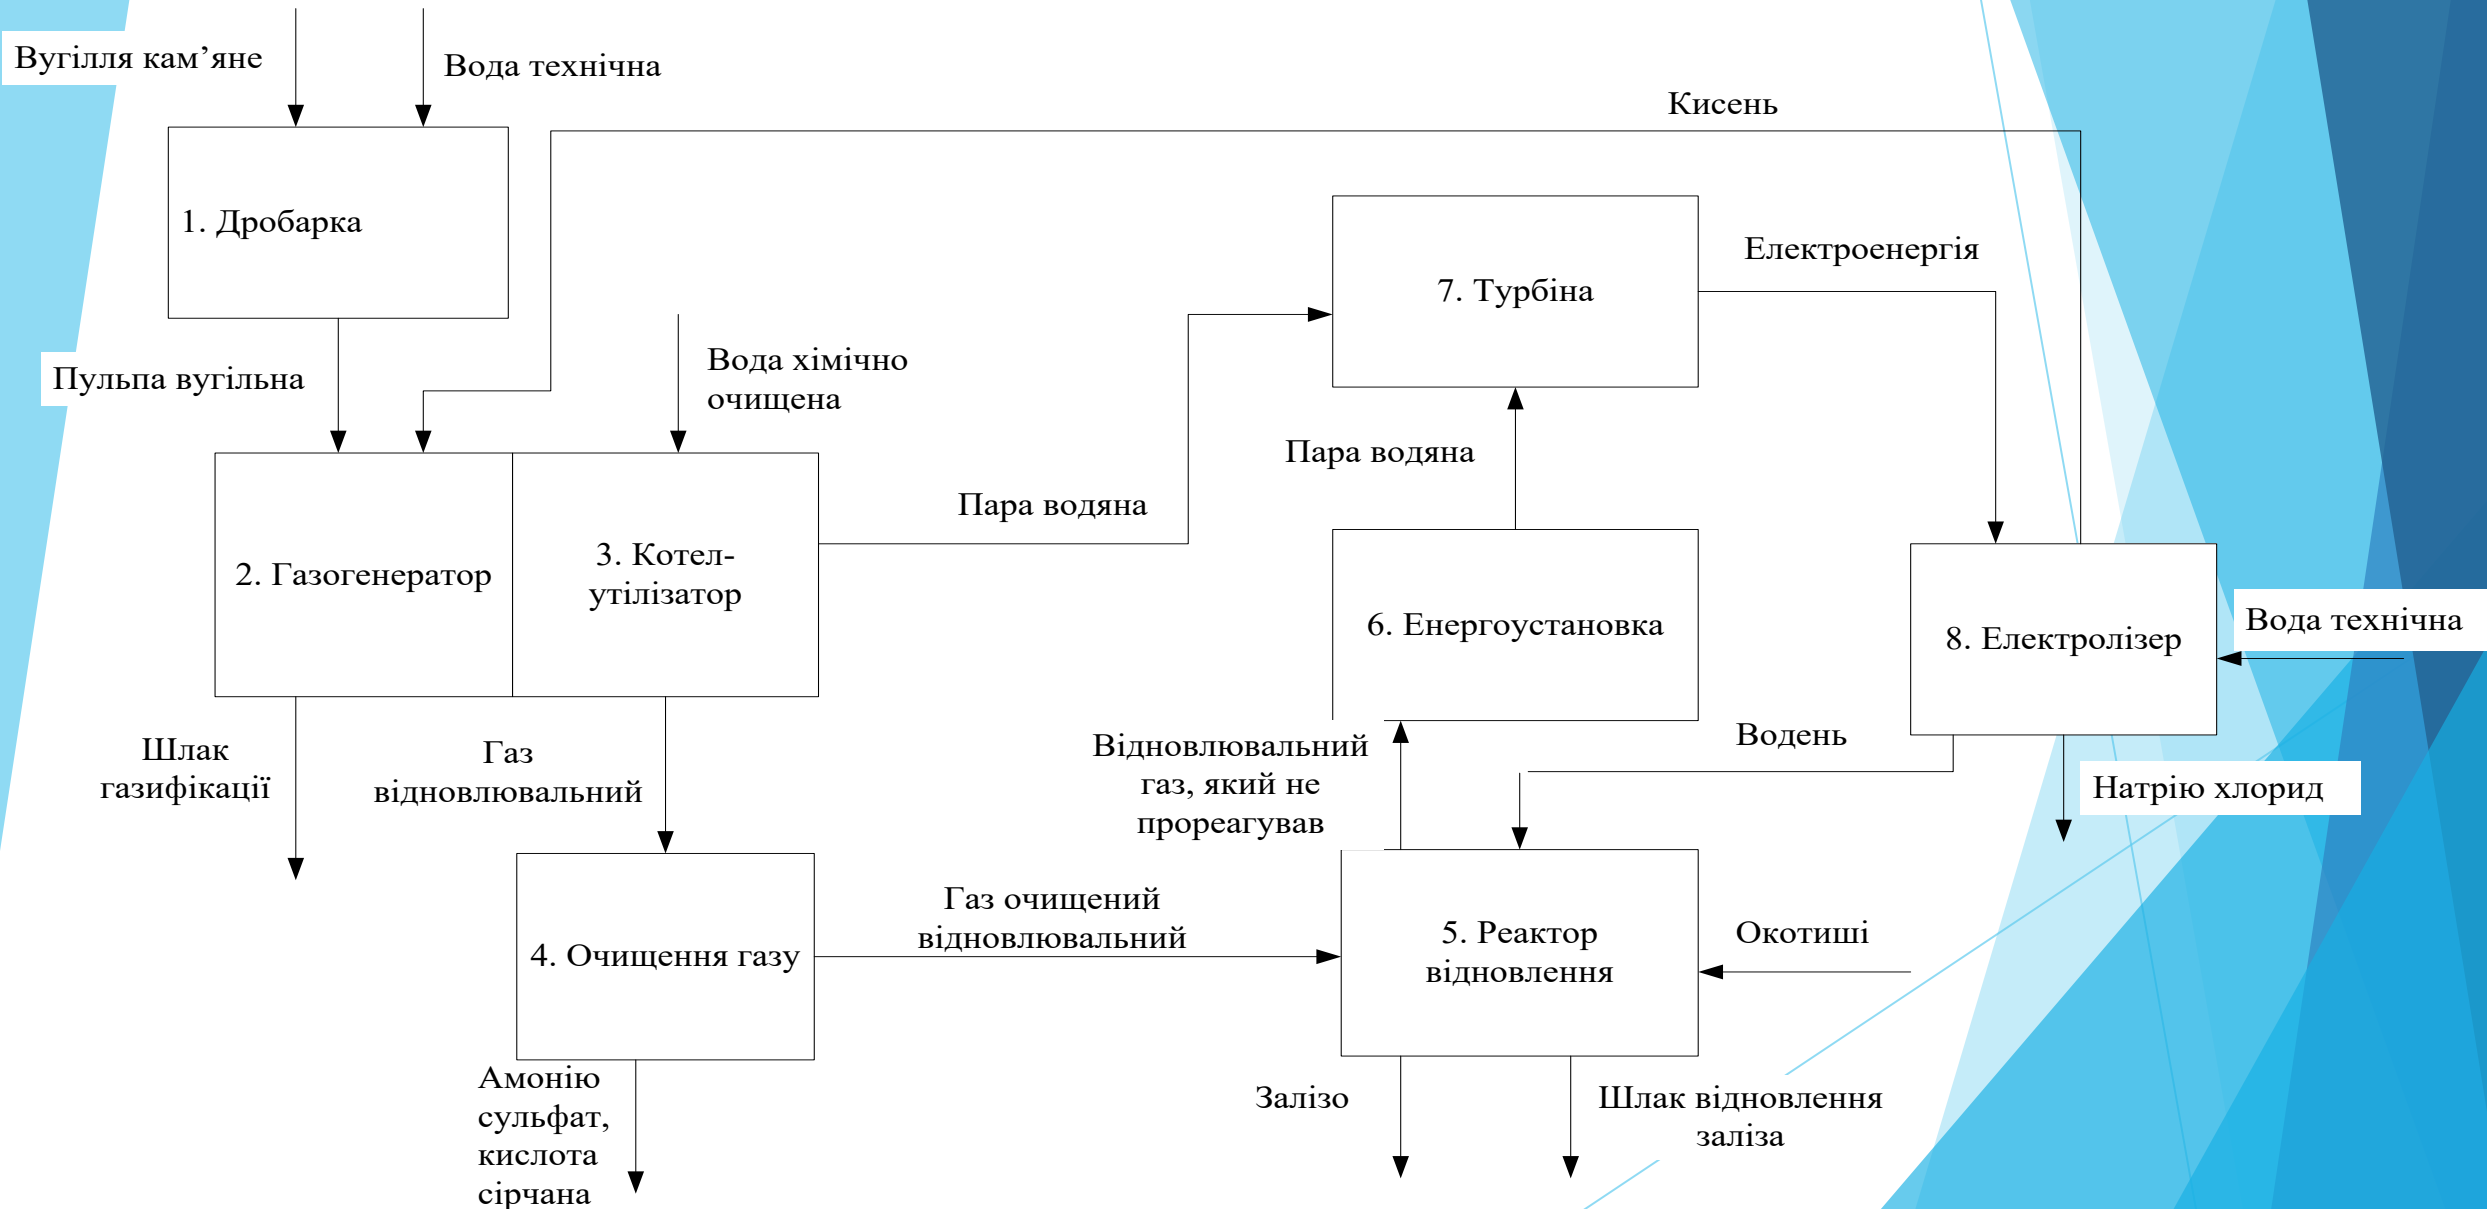 Вугілля кам’яне
Вода технічна
Кисень
1. Дробарка
Електроенергія
7. Турбіна
Вода хімічно
очищена
Пульпа вугільна
Пара водяна
Пара водяна
2. Газогенератор
3. Котел-
утілізатор
6. Енергоустановка
8. Електролізер
Вода технічна
Шлак
газифікації
Газ
відновлювальний
Відновлювальний
газ, який не
прореагував
Водень
Натрію хлорид
4. Очищення газу
Газ очищений
відновлювальний
5. Реактор
відновлення
Окотиші
Амонію
сульфат,
кислота
сірчана
Залізо
Шлак відновлення
заліза